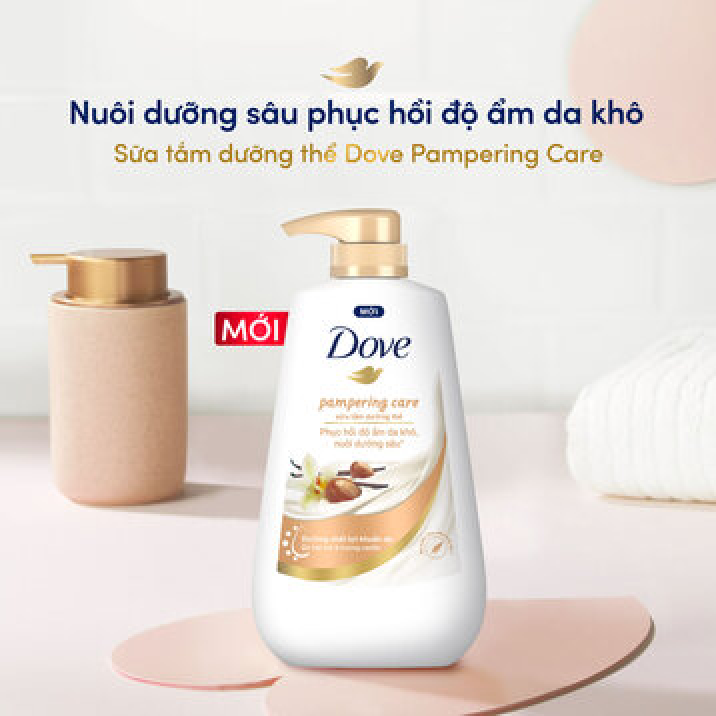 Nuôi dưỡng sâu phục hồi độ ẩm da khô
Sữa tắm dưỡng thể Dove Pampering Care
MỚI
MỚI
Dove
pampering care
sữa tắm dưỡng thể
Phục hồi độ ẩm da khô,
nuôi dưỡng sâu*